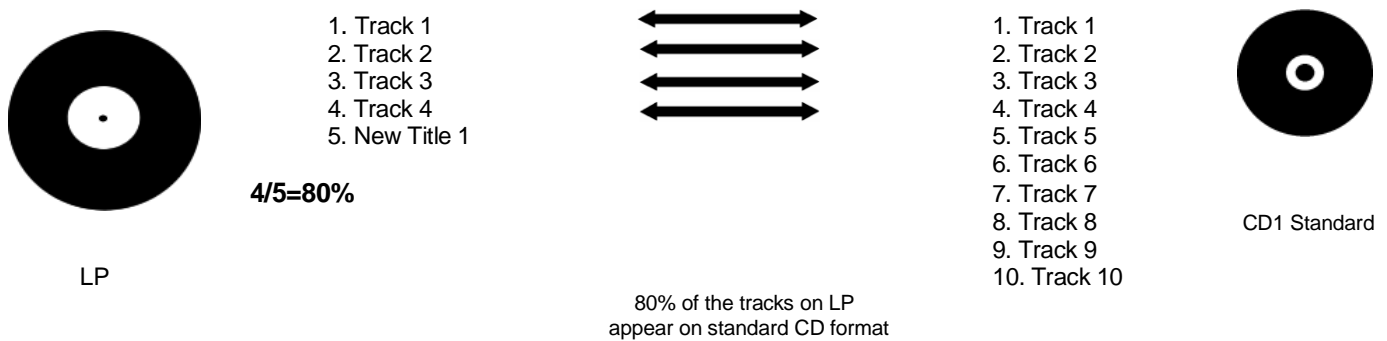 1. Track 1
2. Track 2
3. Track 3
4. Track 4
5. New Title 1
4/5=80%
LP
1. Track 1
2. Track 2
3. Track 3
4. Track 4
5. Track 5
6. Track 6
7. Track 7
8. Track 8
9. Track 9
10. Track 10
CD1 Standard
80% of the tracks on LP
appear on standard CD format